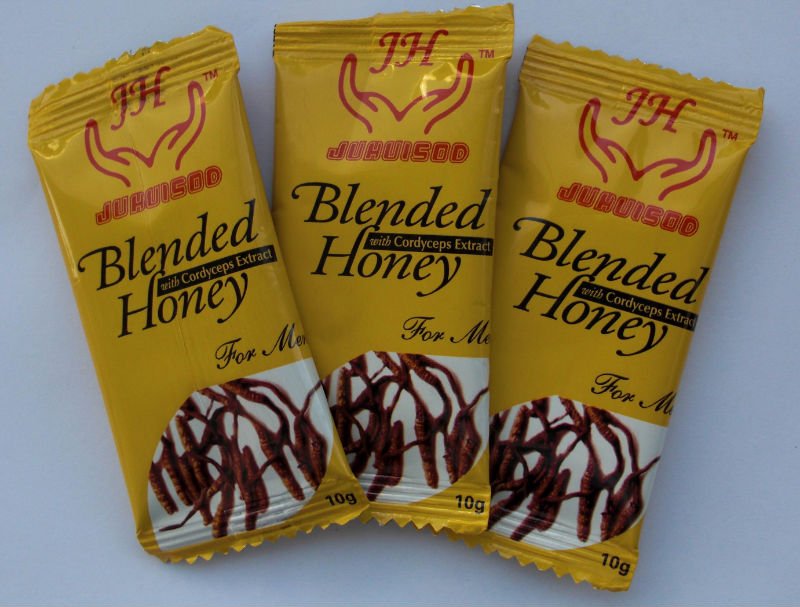 JH TM
JUHUISOD
Blended
with Cordyceps Extract
Honey
For Men
10g
JH TM
JUHUISOD
Blended
with Cordyceps Extract
Honey
For Me
10g
JH TM
JUHUISOD
Blended
with Cordyceps Extract
Honey
For Me
10g